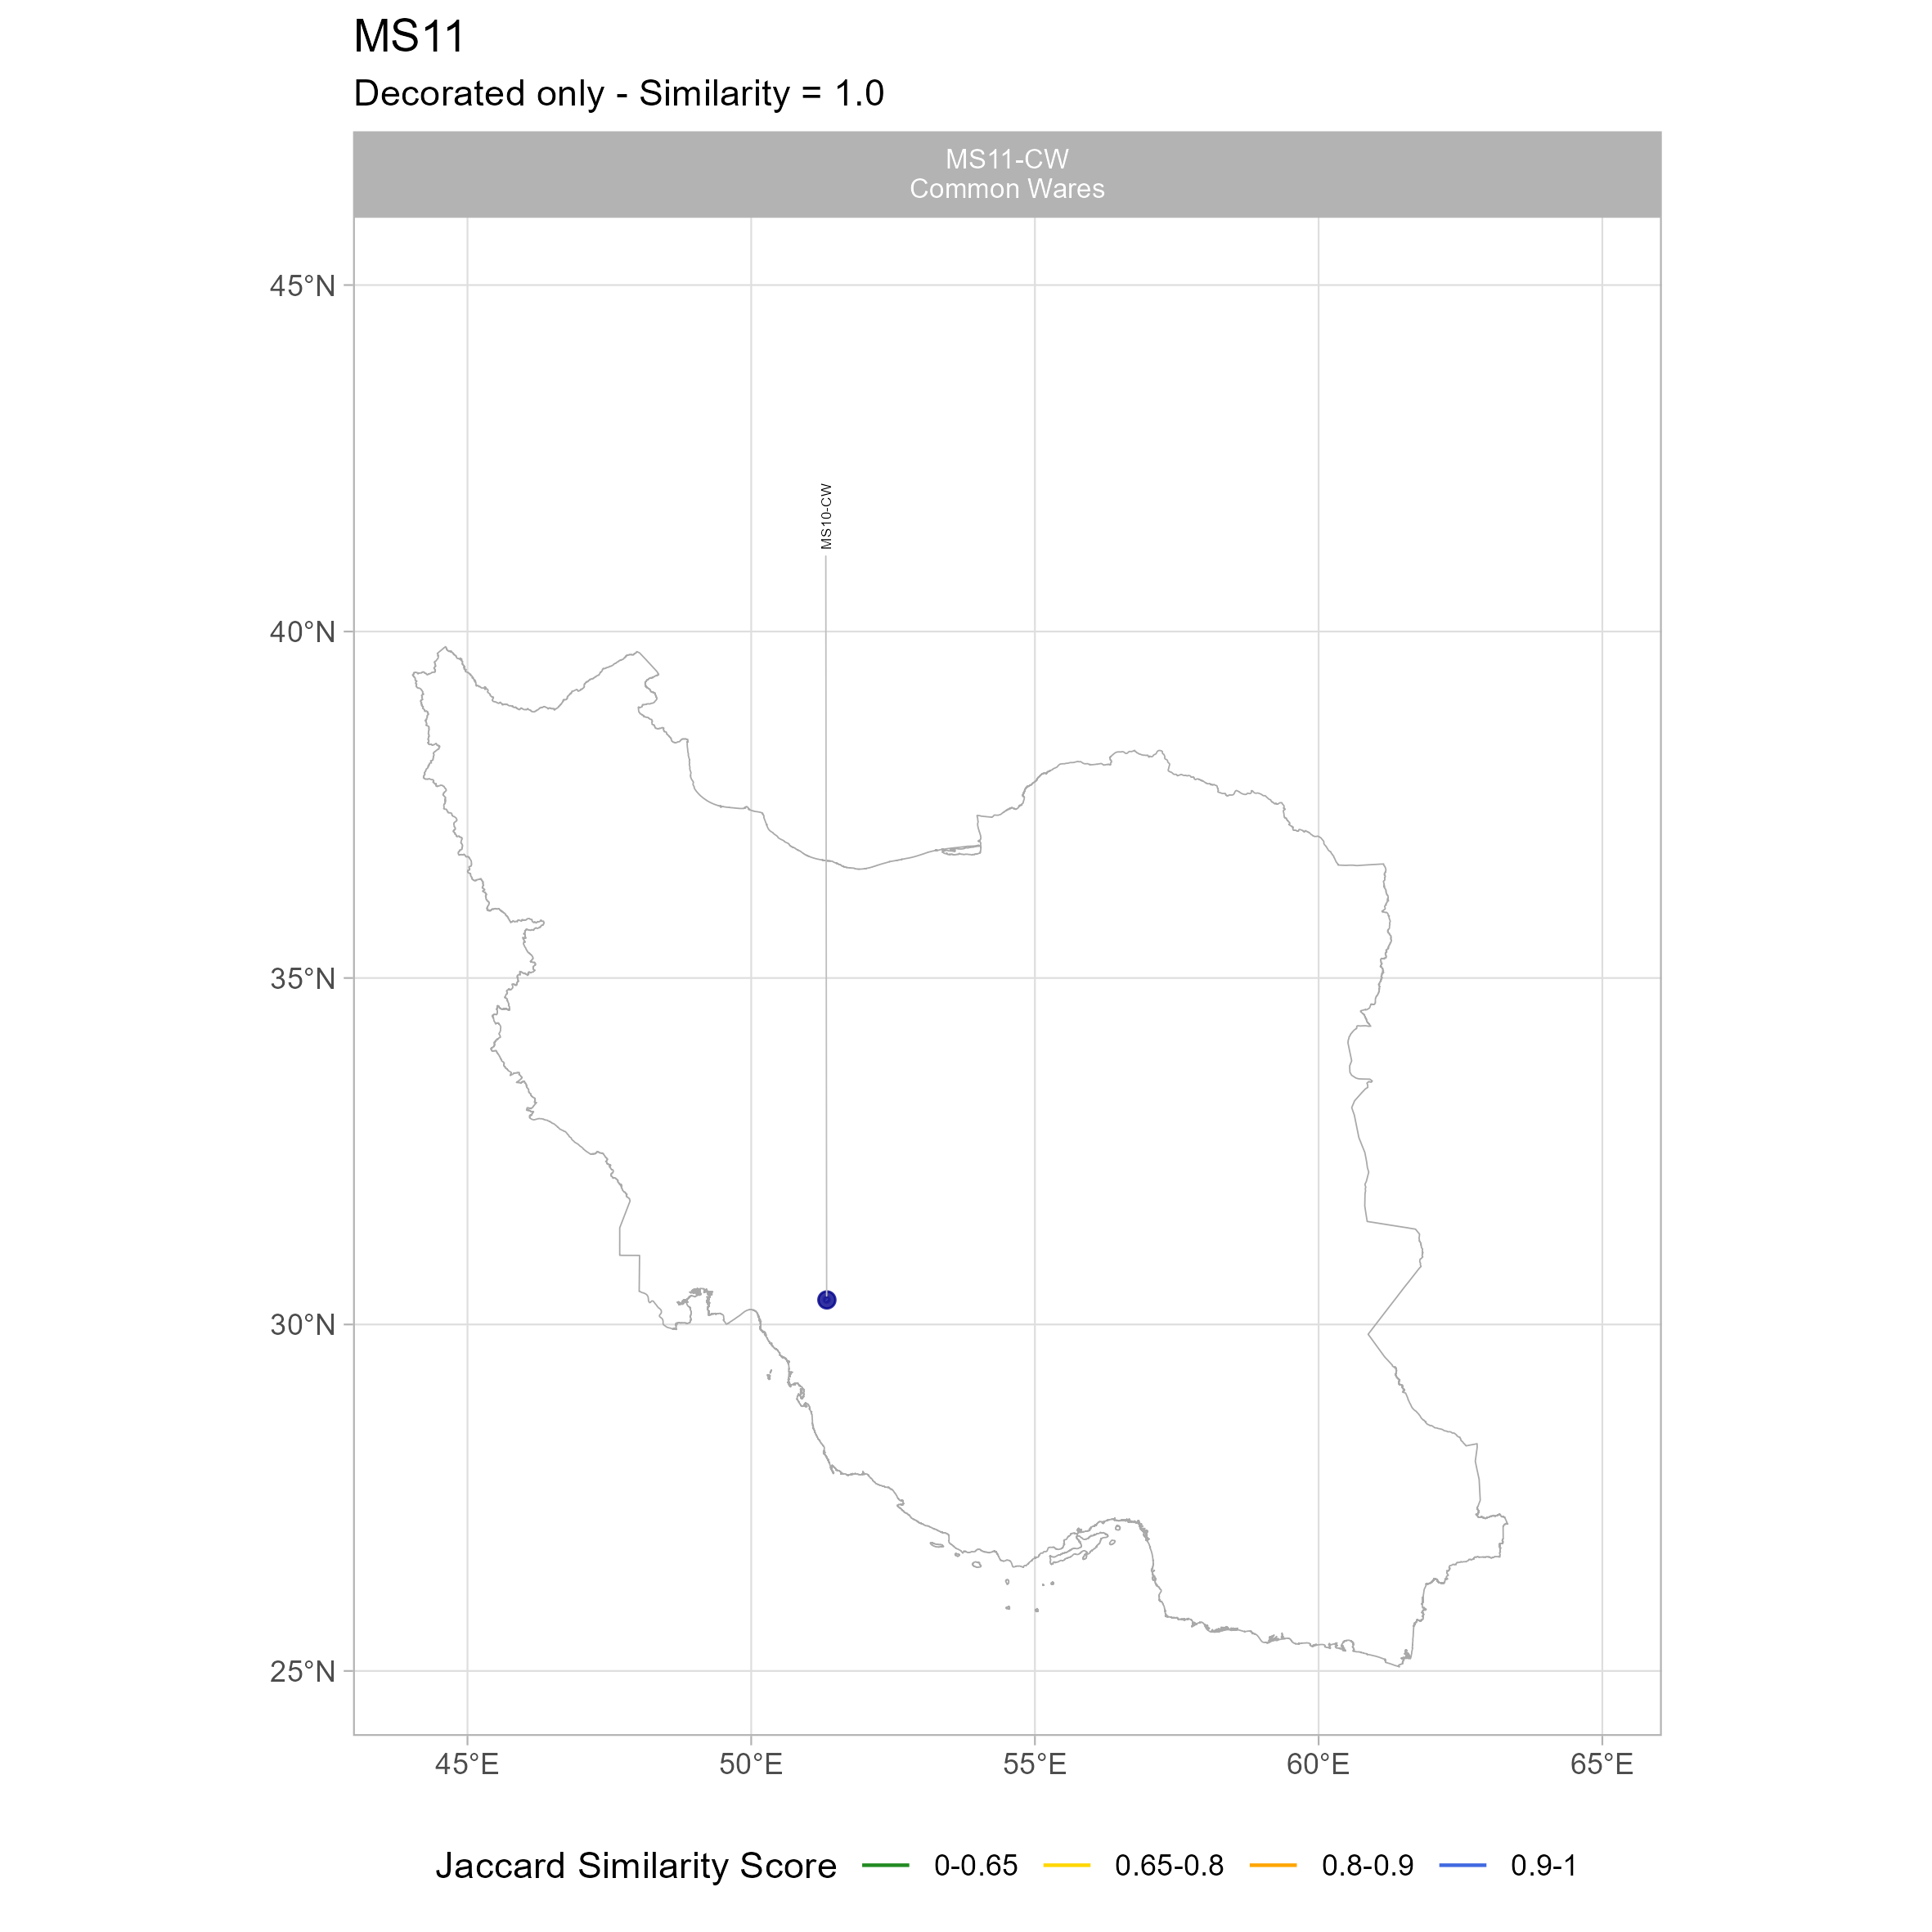 MS11
Decorated only - Similarity = 1.0
MS11-CW
Common Wares
45°N
MS10-CW
40°N
35°N
30°N
25°N
45°E 50°E 55°E 60°E 65°E
Jaccard Similarity Score 0-0.65 0.65-0.8 0.8-0.9 0.9-1